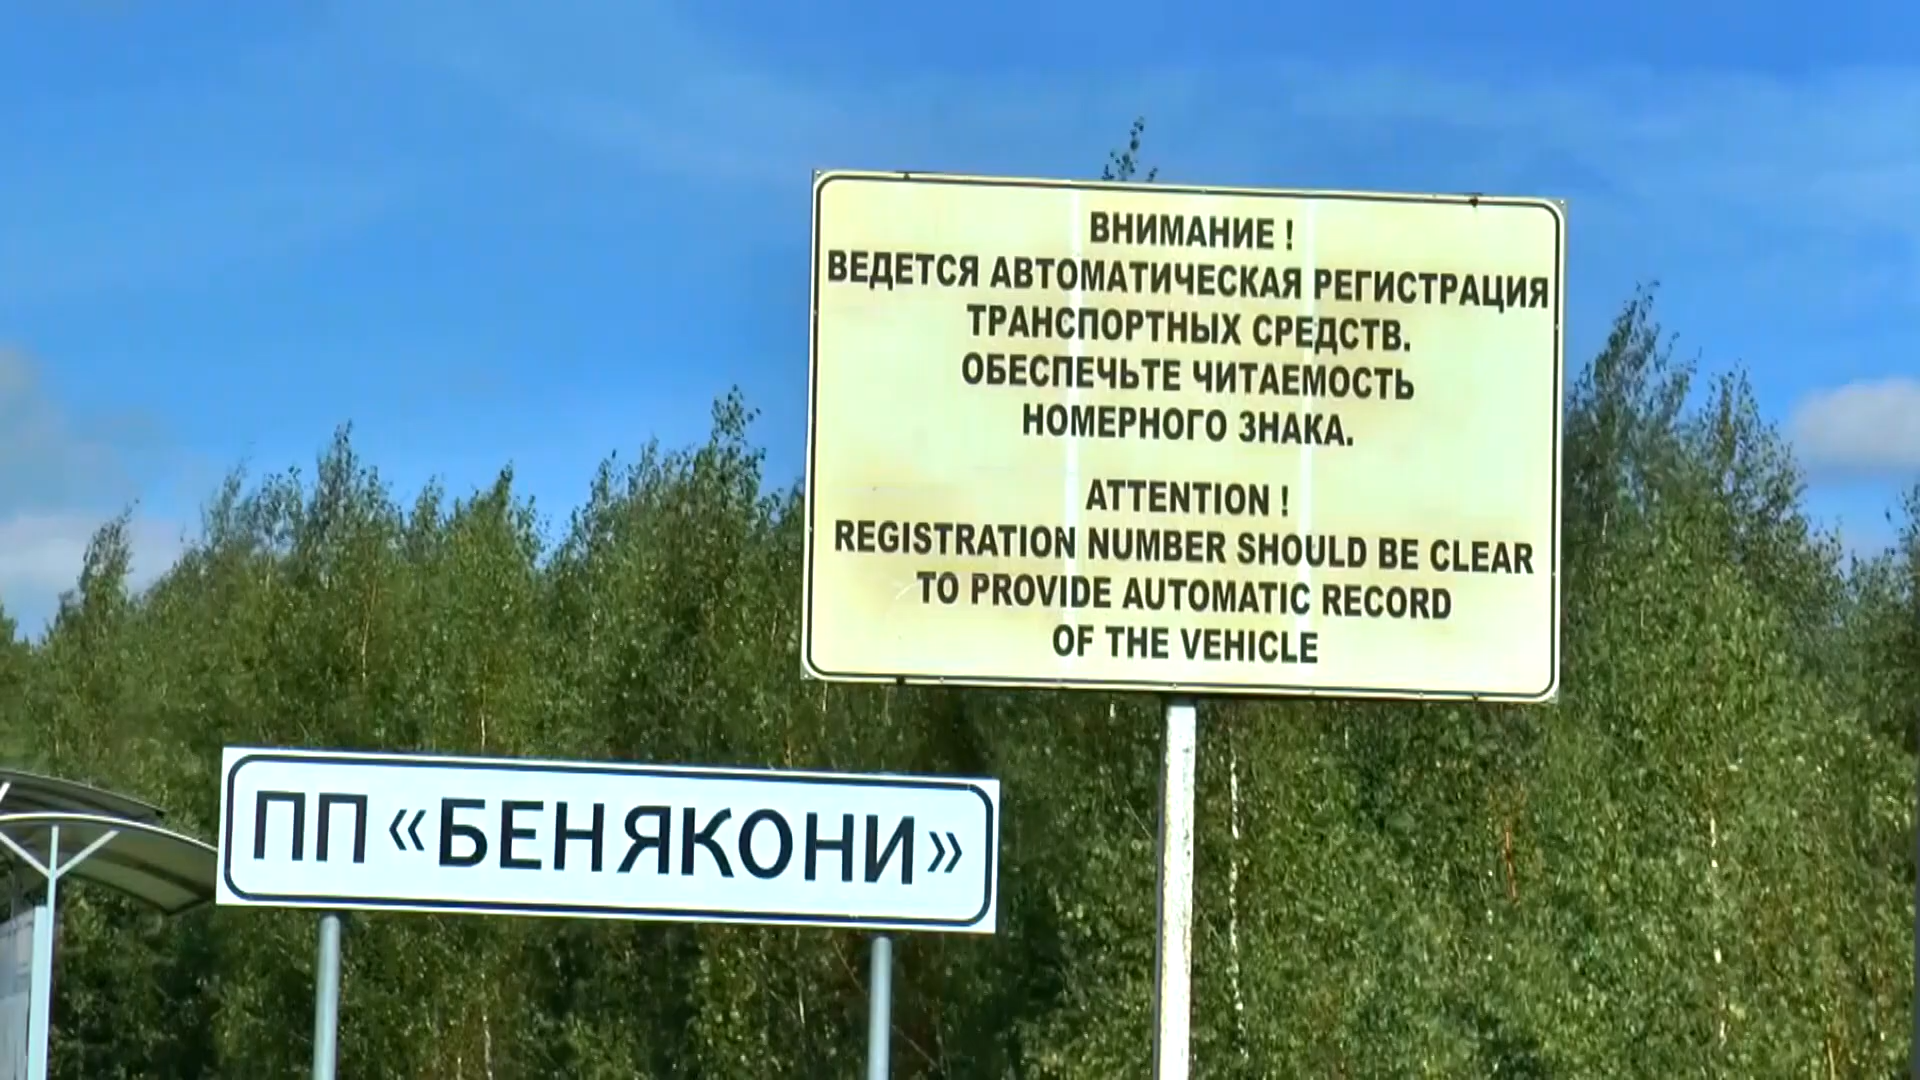 ВНИМАНИЕ !
ВЕДЕТСЯ АВТОМАТИЧЕСКАЯ РЕГИСТРАЦИЯ
ТРАНСПОРТНЫХ СРЕДСТВ.
ОБЕСПЕЧЬТЕ ЧИТАЕМОСТЬ
НОМЕРНОГО ЗНАКА.
ATTENTION !
REGISTRATION NUMBER SHOULD BE CLEAR
TO PROVIDE AUTOMATIC RECORD
OF THE VEHICLE
ПП «БЕНЯКОНИ»